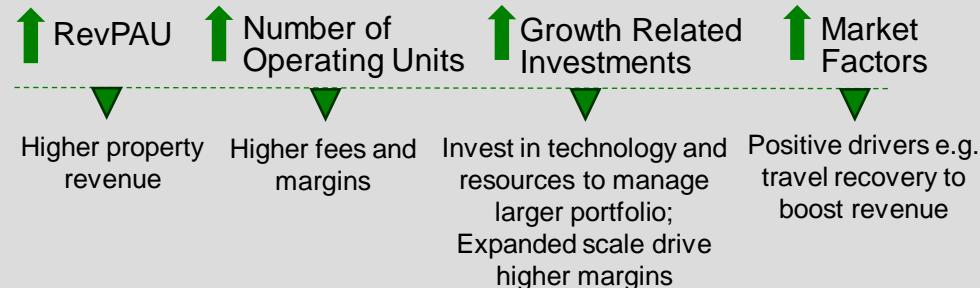 RevPAU
Number of
Operating Units
Growth Related
Investments
Market
Factors
Higher property
revenue
Higher fees and
margins
Invest in technology and
resources to manage
larger portfolio;
Expanded scale drive
higher margins
Positive drivers e.g.
travel recovery to
boost revenue